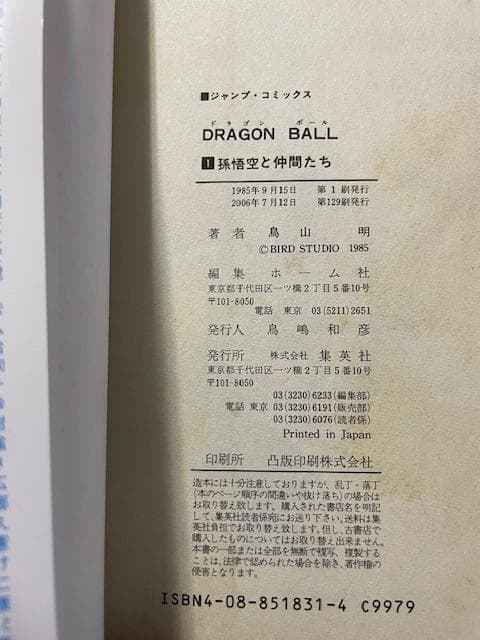 ■ジャンプ・コミックス
ドラゴン ボール
DRAGON BALL
1 孫悟空と仲間たち
1985年9月15日 第1刷発行
2006年7月12日 第129刷発行
著者 鳥山 明
©BIRD STUDIO 1985
編集 ホーム社
東京都千代田区一ツ橋2丁目5番10号
〒101-8050
電話 東京 03(5211)2651
発行人 鳥嶋和彦
発行所 株式会社 集英社
東京都千代田区一ツ橋2丁目5番10号
〒101-8050
03(3230)6233(編集部)
電話 東京 03(3230)6191(販売部)
03(3230)6076(読者係)
Printed in Japan
印刷所 凸版印刷株式会社
造本には十分注意しておりますが、乱丁・落丁
(本のページ順序の間違いや抜け落ち)の場合は
お取り替え致します。購入された書店名を明記
して、集英社読者係宛にお送り下さい。送料は集
英社負担でお取り替え致します。但し、古書店で
購入したものについてはお取り替え出来ません。
本書の一部または全部を無断で複写、複製する
ことは、法律で認められた場合を除き、著作権の
侵害となります。
ISBN4-08-851831-4 C9979